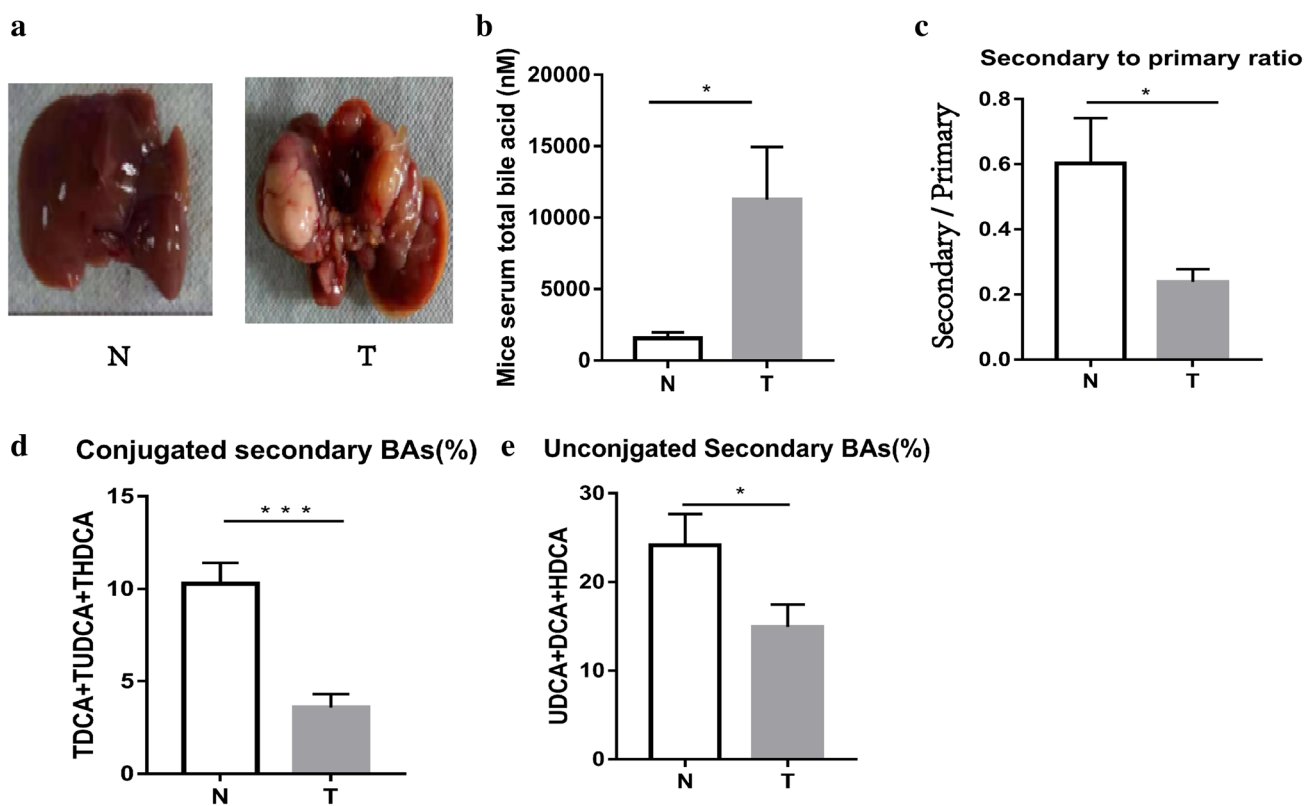 a
N
T
b
Mice serum total bile acid (nM)
20000
15000
10000
5000
0
*
N
T
c
Secondary to primary ratio
Secondary / Primary
0.8
0.6
0.4
0.2
0.0
*
N
T
d
Conjugated secondary BAs(%)
TDCA+TUDCA+THDCA
15
10
5
0
* * *
N
T
e
Unconjgated Secondary BAs(%)
UDCA+DCA+HDCA
30
20
10
0
*
N
T